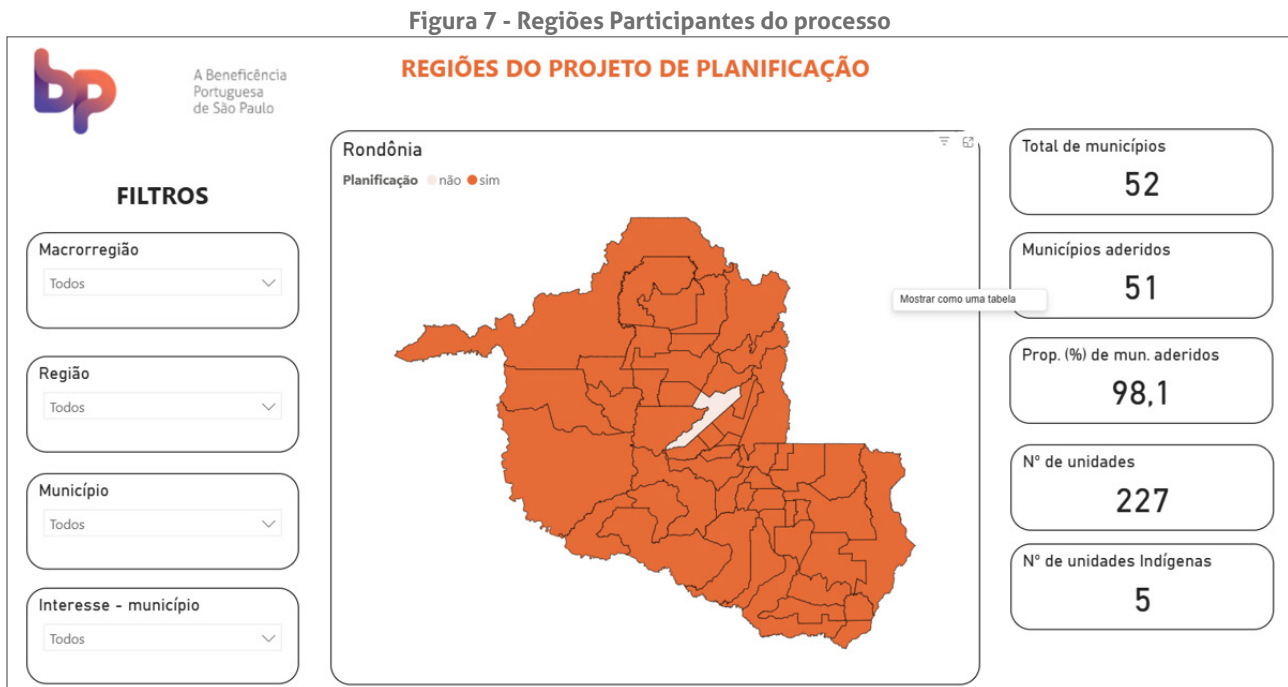 Figura 7 - Regiões Participantes do processo
bp
A Beneficência
Portuguesa
de São Paulo
REGIÕES DO PROJETO DE PLANIFICAÇÃO
FILTROS
Macrorregião
Todos
Região
Todos
Município
Todos
Interesse - município
Todos
Rondônia
Planificação não sim
Mostrar como uma tabela
Total de municípios
52
Municípios aderidos
51
Prop. (%) de mun. aderidos
98,1
Nº de unidades
227
Nº de unidades Indígenas
5